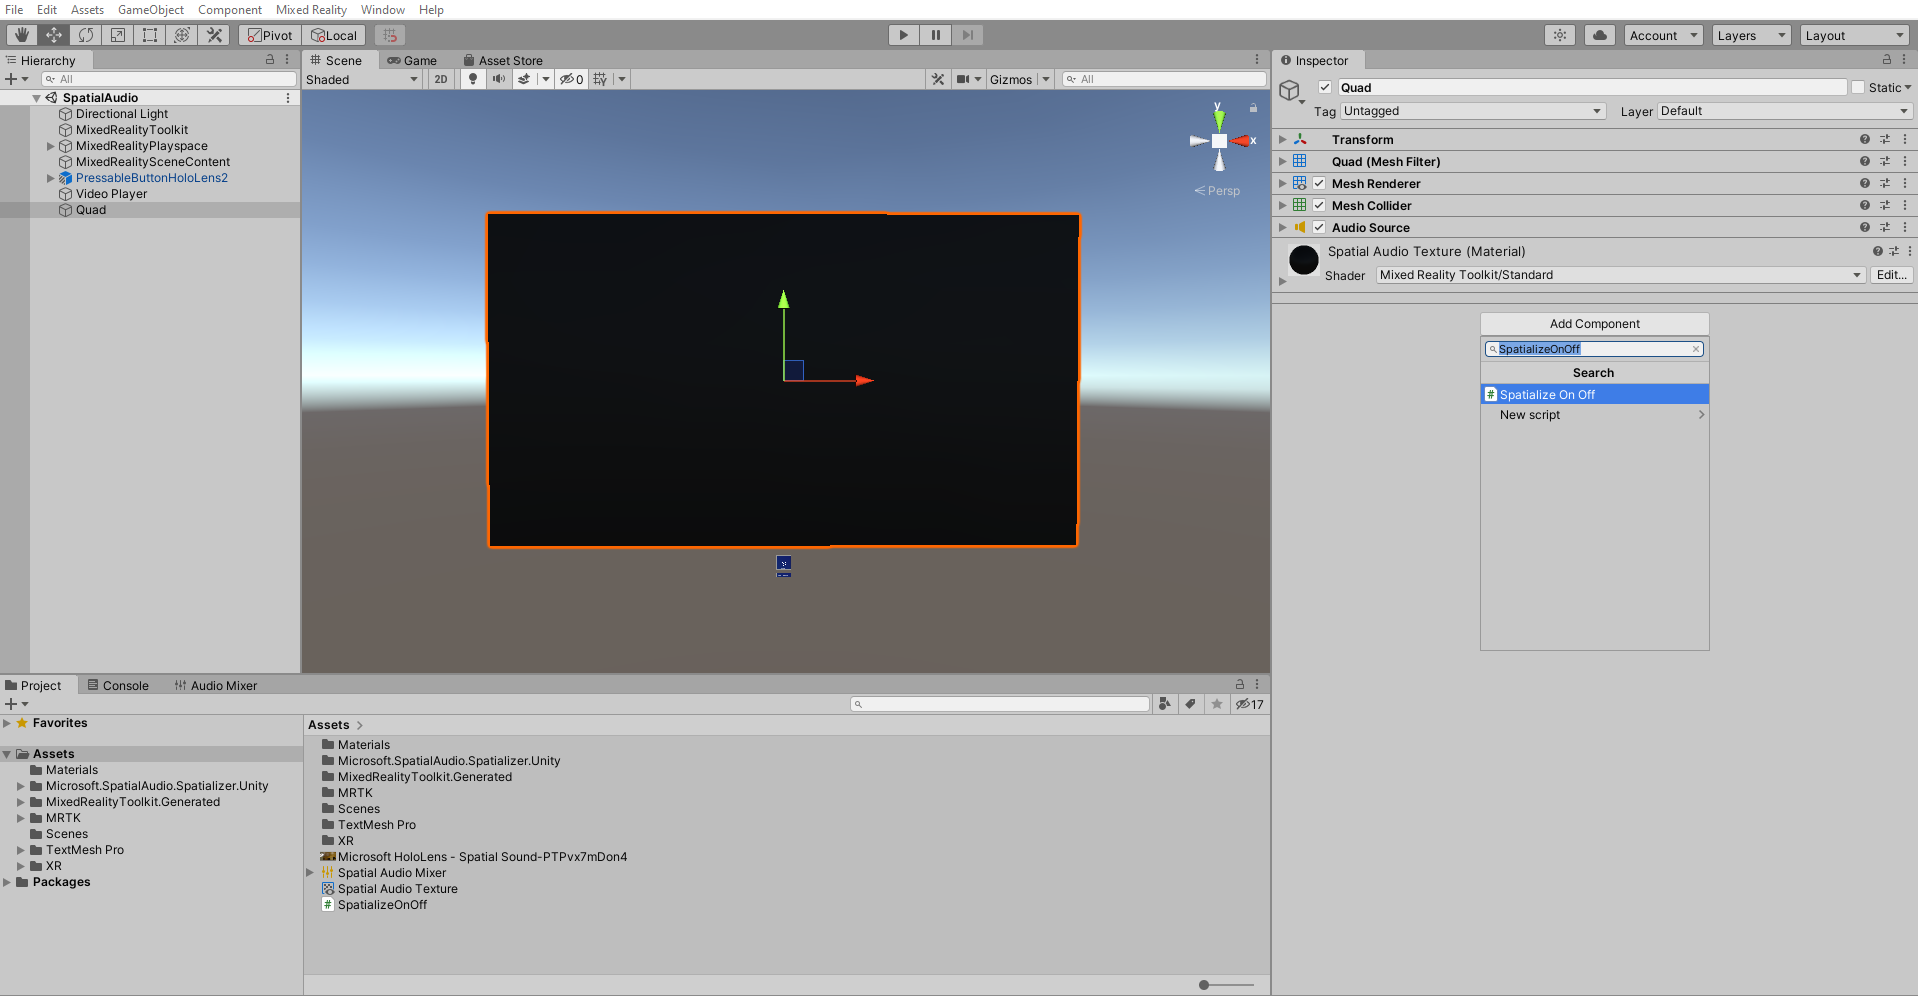 File Edit Assets GameObject Component Mixed Reality Window Help
Pivot Local Account Layers Layout
Hierarchy
All
SpatialAudio
Directional Light
MixedRealityToolkit
MixedRealityPlayspace
MixedRealitySceneContent
PressableButtonHoloLens2
Video Player
Quad
Scene Game Asset Store
Shaded 2D 0 Gizmos All
y
x
Persp
Inspector
Quad Static
Tag Untagged Layer Default
Transform
Quad (Mesh Filter)
Mesh Renderer
Mesh Collider
Audio Source
Spatial Audio Texture (Material)
Shader Mixed Reality Toolkit/Standard Edit...
Add Component
SpatializeOnOff
Search
Spatialize On Off
New script
Project Console Audio Mixer
17
Favorites
Assets
Materials
Microsoft.SpatialAudio.Spatializer.Unity
MixedRealityToolkit.Generated
MRTK
Scenes
TextMesh Pro
XR
Packages
Assets
Materials
Microsoft.SpatialAudio.Spatializer.Unity
MixedRealityToolkit.Generated
MRTK
Scenes
TextMesh Pro
XR
Microsoft HoloLens - Spatial Sound-PTPvx7mDon4
Spatial Audio Mixer
Spatial Audio Texture
SpatializeOnOff